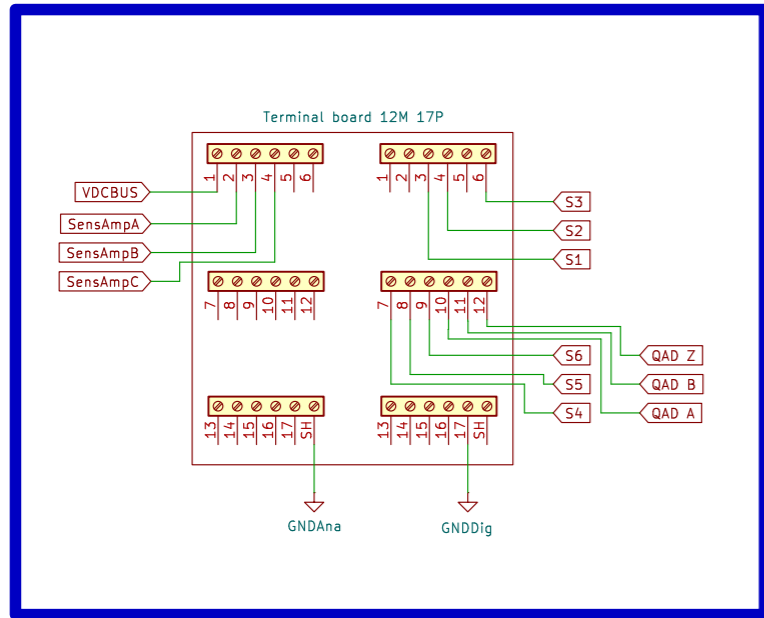 Terminal board 12M 17P
1 2 3 4 5 6
1 2 3 4 5 6
VDCBUS
SensAmpA
SensAmpB
SensAmpC
S3
S2
S1
7 8 9 10 11 12
7 8 9 10 11 12
S6
S5
S4
QAD Z
QAD B
QAD A
13 14 15 16 17 SH
13 14 15 16 17 SH
GNDAna
GNDDig